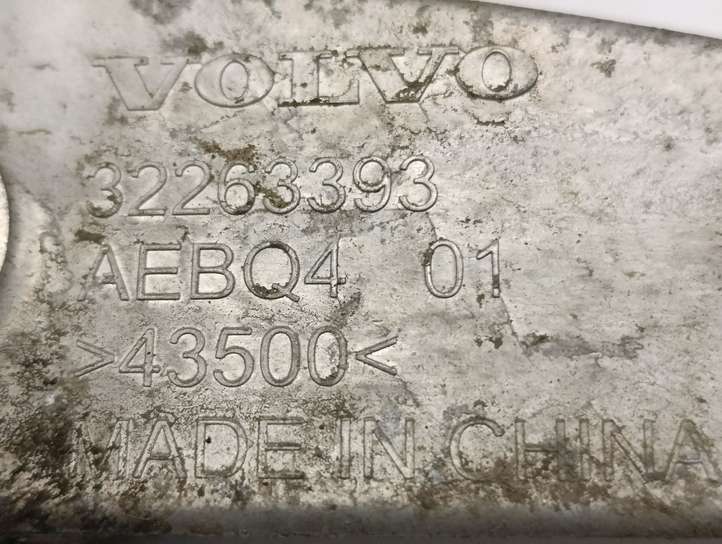 VOLVO
32263393
AEBQ4 01
>43500<
MADE IN CHINA